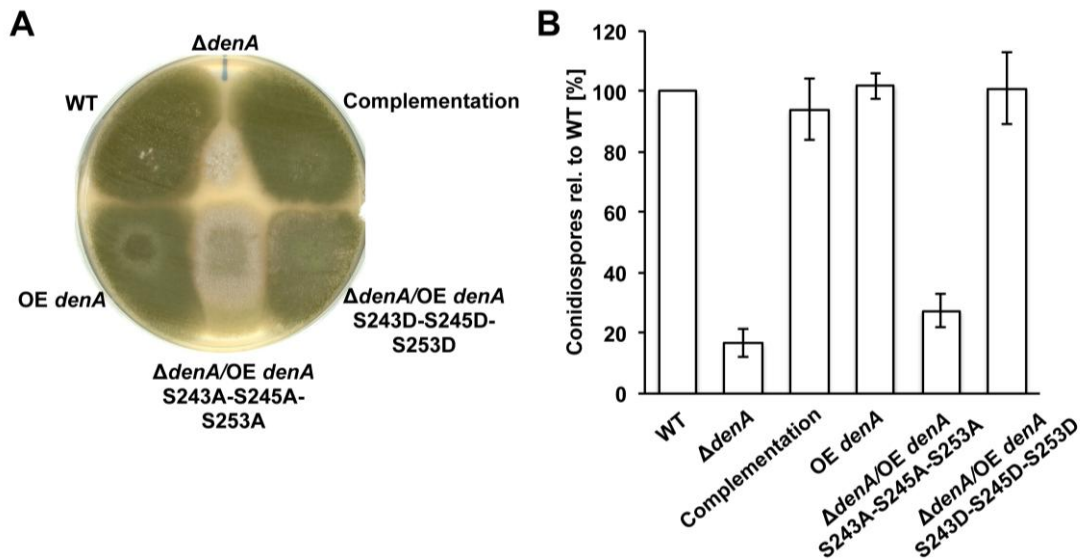 A
ΔdenA
WT
Complementation
OE denA
ΔdenA/OE denA
S243D-S245D-
S253D
ΔdenA/OE denA
S243A-S245A-
S253A
B
Conidiospores rel. to WT [%]
120
100
80
60
40
20
0
WT
ΔdenA
Complementation
OE denA
ΔdenA/OE denA
S243A-S245A-S253A
ΔdenA/OE denA
S243D-S245D-S253D